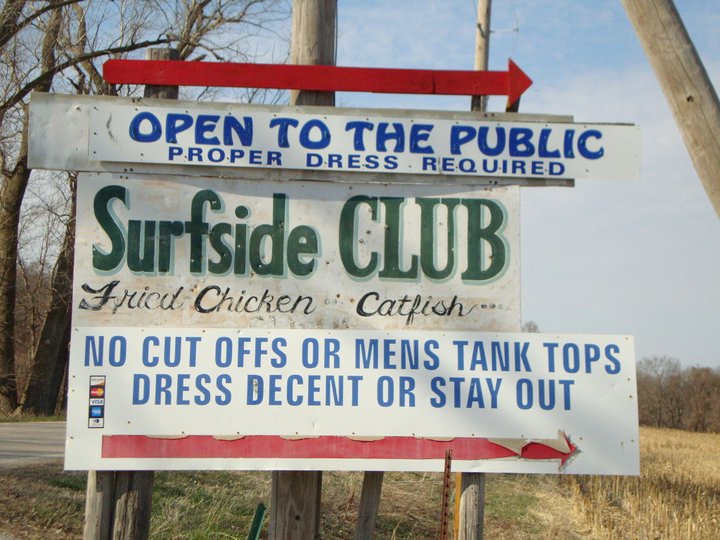 OPEN TO THE PUBLIC
PROPER DRESS REQUIRED
Surfside CLUB
Fried Chicken Catfish
NO CUT OFFS OR MENS TANK TOPS
DRESS DECENT OR STAY OUT
VISA